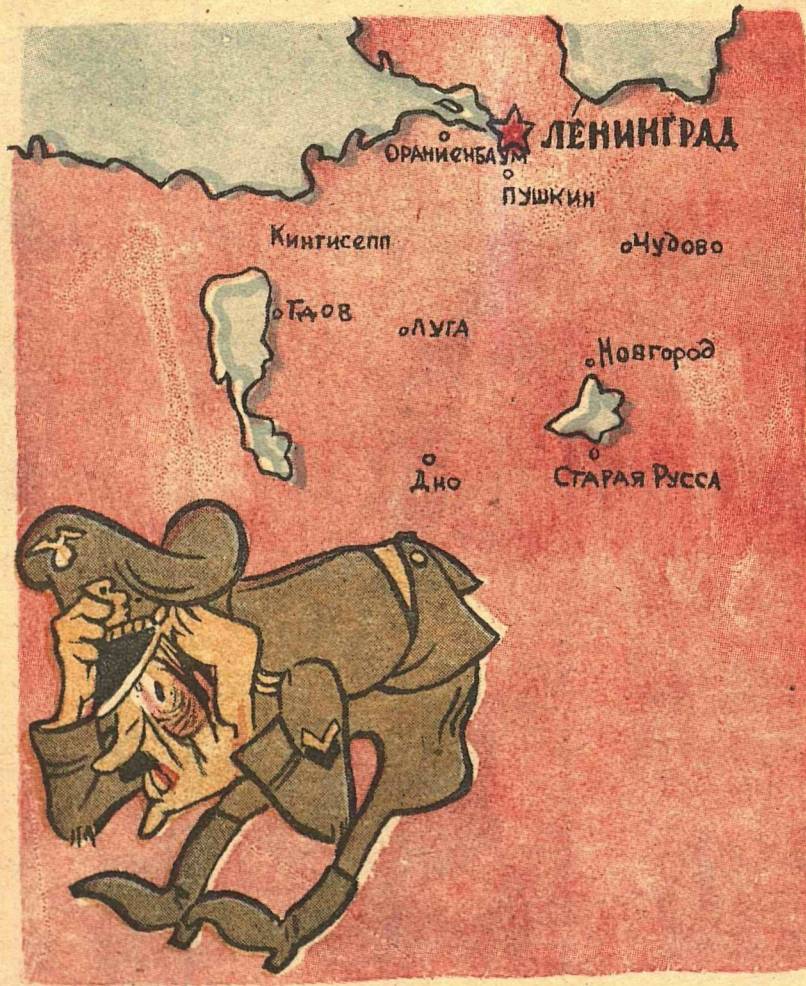 ЛЕНИНГРАД
ОРАНИЕНБАУМ
ПУШКИН
Кингисепп
Чудово
Гдов
ЛУГА
Новгород
Дно
СТАРАЯ РУССА